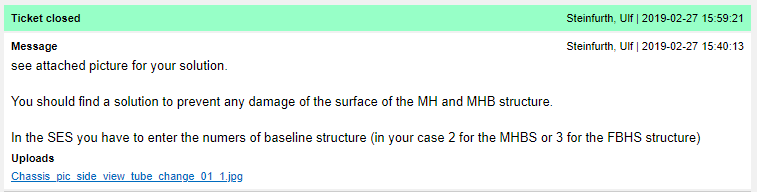 Ticket closed Steinfurth, Ulf | 2019-02-27 15:59:21
Message Steinfurth, Ulf | 2019-02-27 15:40:13
see attached picture for your solution.
You should find a solution to prevent any damage of the surface of the MH and MHB structure.
In the SES you have to enter the numers of baseline structure (in your case 2 for the MHBS or 3 for the FBHS structure)
Uploads
Chassis_pic_side_view_tube_change_01_1.jpg